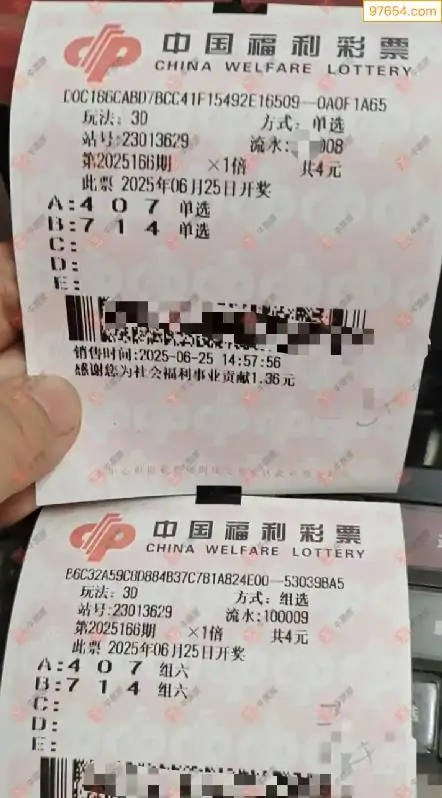 97654.com
中国福利彩票
CHINA WELFARE LOTTERY
D0C186CABD7BCC41F15492E16509--0A0F1A65
玩法:3D 方式:单选
站号:23013629 流水: 008
第2025166期 ×1倍 共4元
此票 2025年06月25日开奖
A:4 0 7 单选
B:7 1 4 单选
C:
D:
E:
销售时间:2025-06-25 14:57:56
感谢您为社会福利事业贡献1.36元
中国福利彩票
CHINA WELFARE LOTTERY
B6C32A59CBD884B37C7B1A824E00--53039BA5
玩法:3D 方式:组选
站号:23013629 流水:100009
第2025166期 ×1倍 共4元
此票 2025年06月25日开奖
A:4 0 7 组六
B:7 1 4 组六
C:
D:
E: